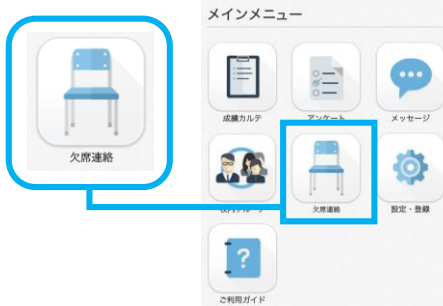 メインメニュー
欠席連絡
成績カルテ
アンケート
メッセージ
欠席連絡
設定・登録
?
ご利用ガイド